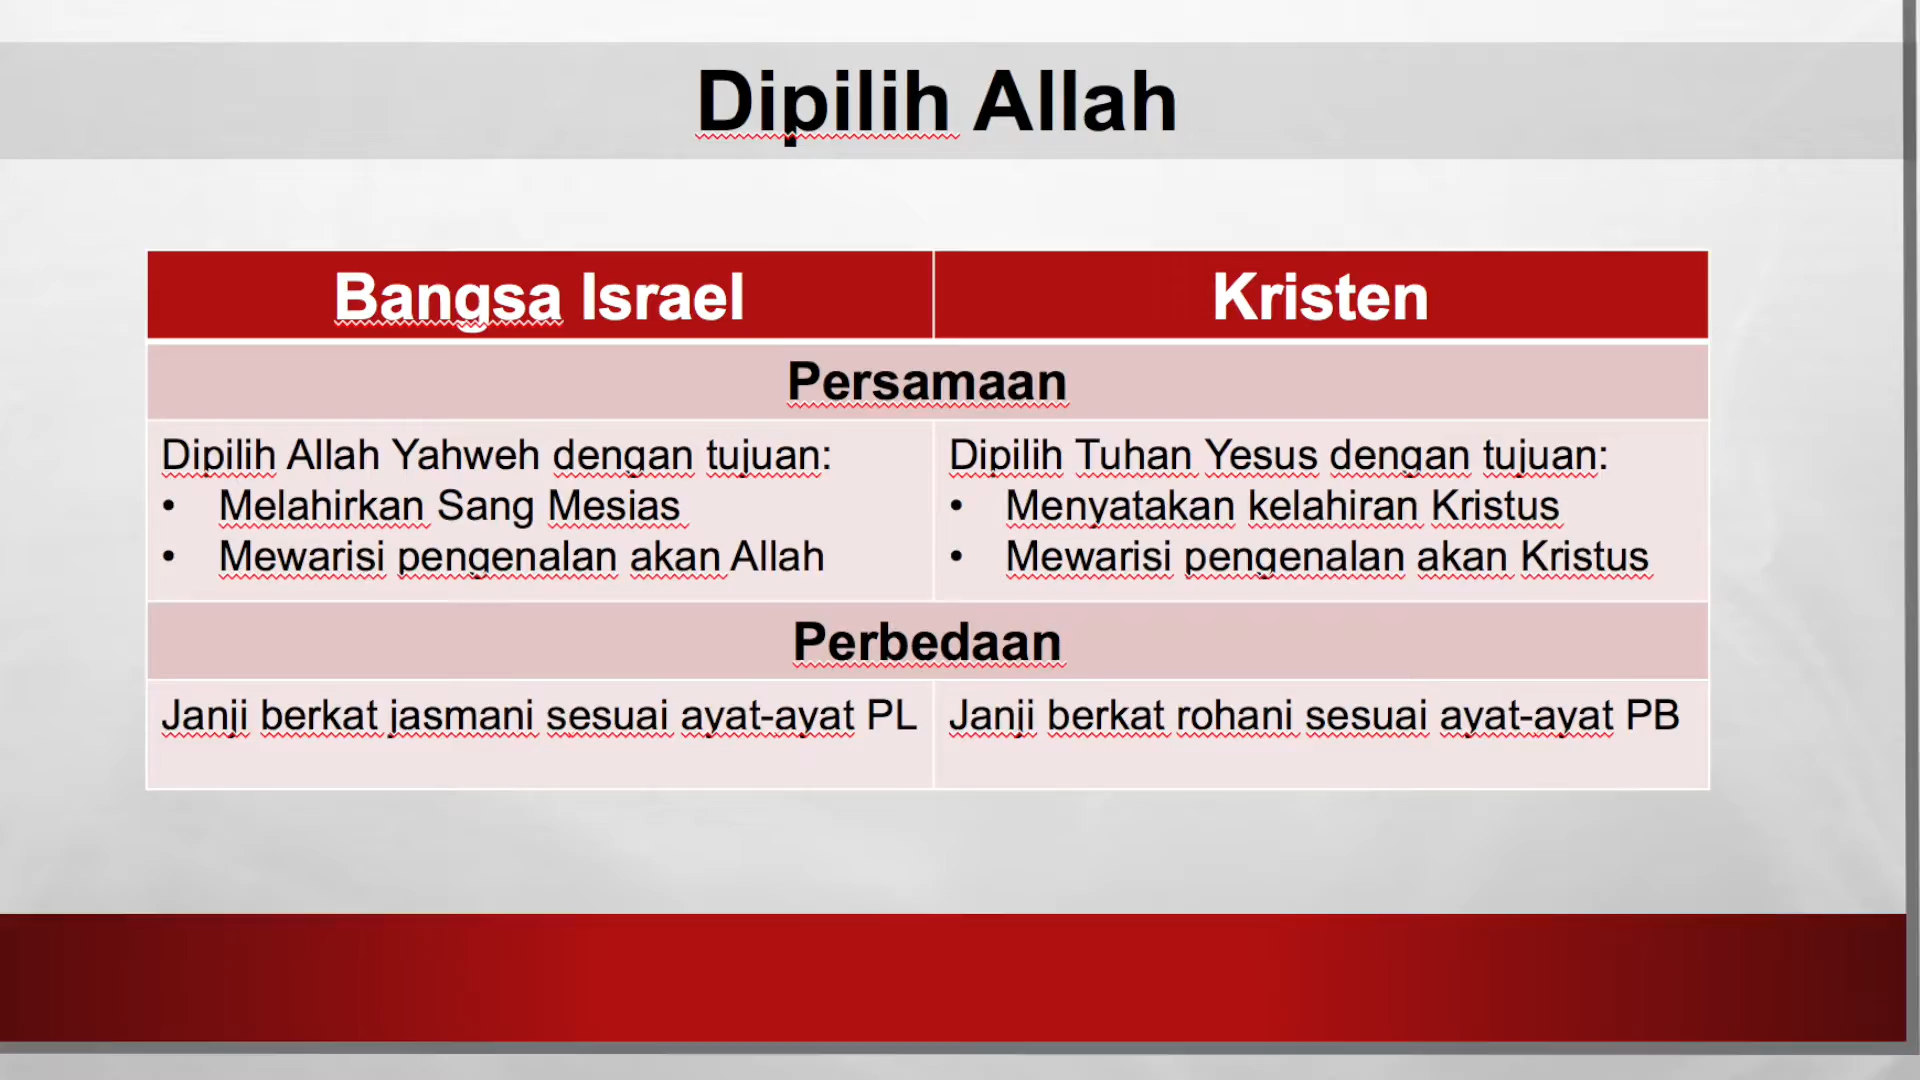 Dipilih Allah
Bangsa Israel
Kristen
Persamaan
Dipilih Allah Yahweh dengan tujuan:
• Melahirkan Sang Mesias
• Mewarisi pengenalan akan Allah
Dipilih Tuhan Yesus dengan tujuan:
• Menyatakan kelahiran Kristus
• Mewarisi pengenalan akan Kristus
Perbedaan
Janji berkat jasmani sesuai ayat-ayat PL
Janji berkat rohani sesuai ayat-ayat PB